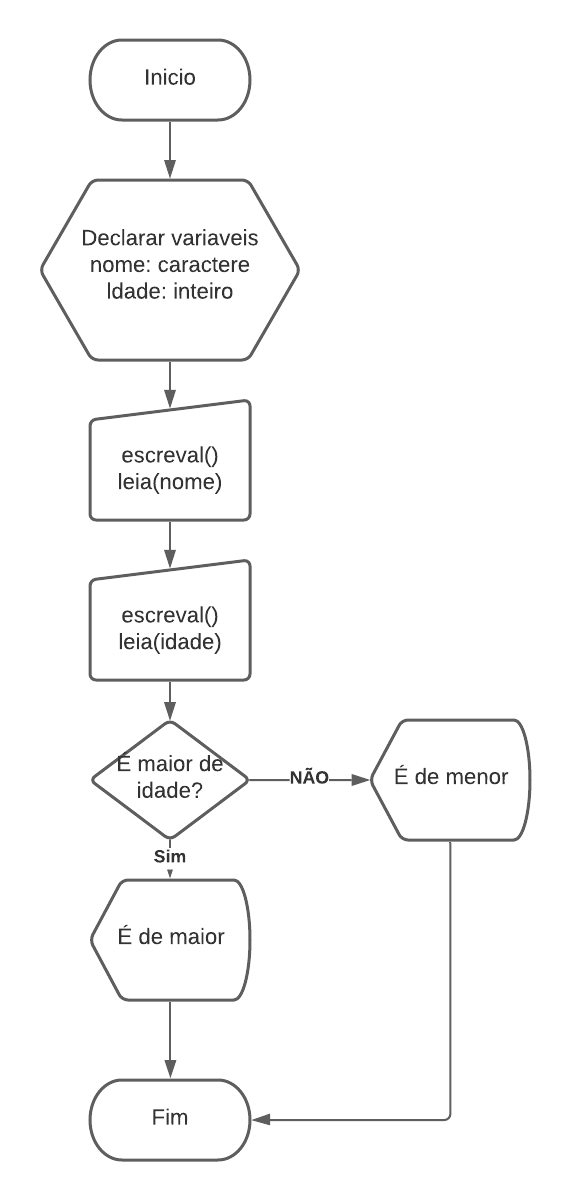 Inicio
Declarar variaveis
nome: caractere
Idade: inteiro
escreval()
leia(nome)
escreval()
leia(idade)
É maior de
idade?
NÃO
É de menor
Sim
É de maior
Fim